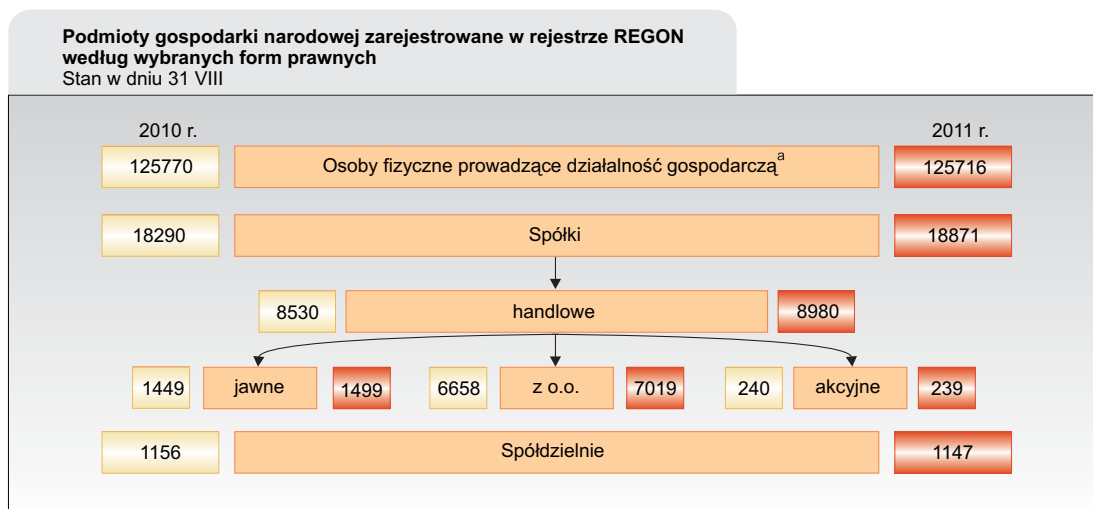 Podmioty gospodarki narodowej zarejestrowane w rejestrze REGON
według wybranych form prawnych
Stan w dniu 31 VIII
2010 r. 2011 r.
125770 Osoby fizyczne prowadzące działalność gospodarczą^a 125716
18290 Spółki 18871
8530 handlowe 8980
1449 jawne 1499 6658 z o.o. 7019 240 akcyjne 239
1156 Spółdzielnie 1147